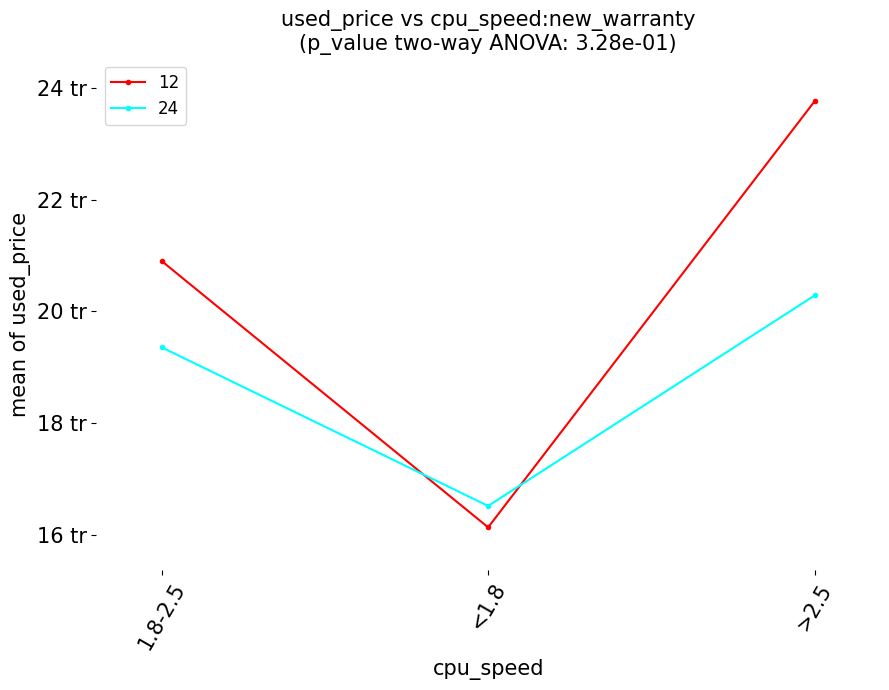 used_price vs cpu_speed:new_warranty
(p_value two-way ANOVA: 3.28e-01)
12
24
24 tr
22 tr
20 tr
18 tr
16 tr
mean of used_price
1.8-2.5
<1.8
>2.5
cpu_speed